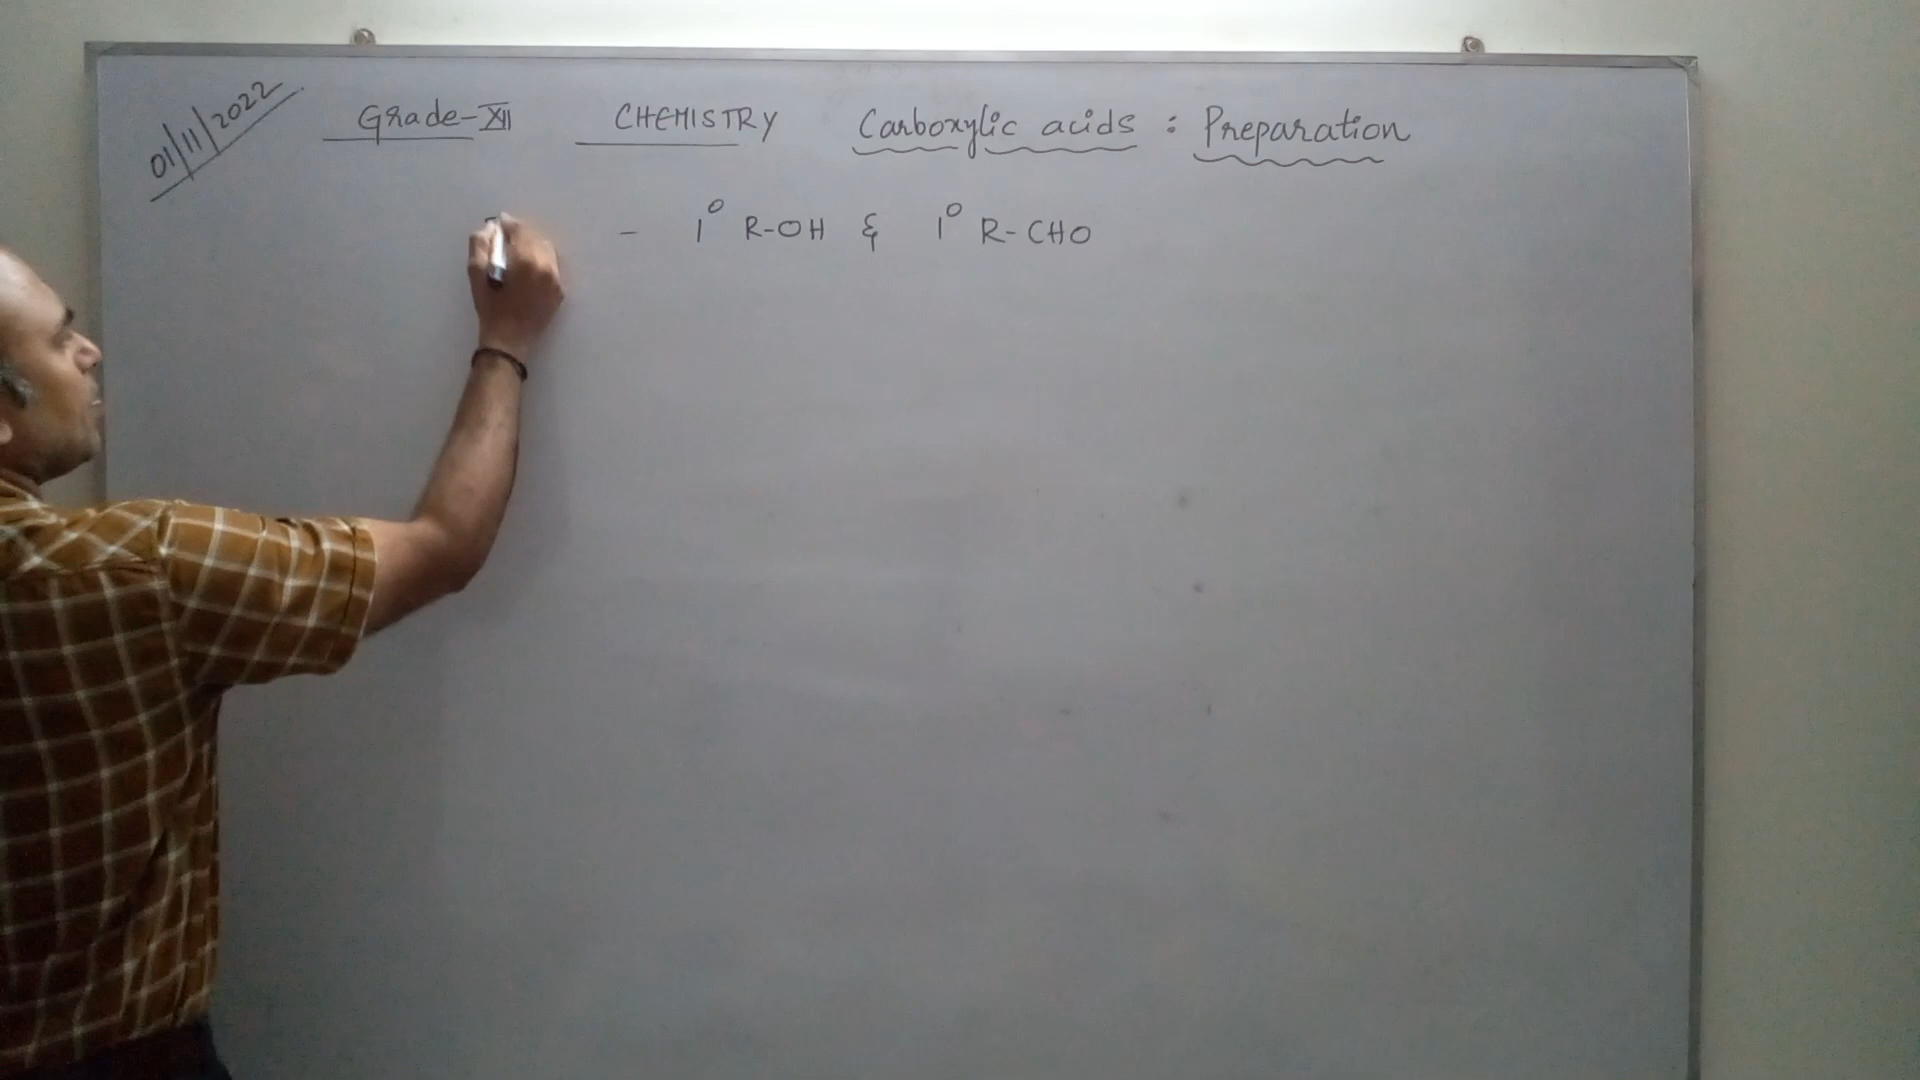 01/11/2022 Grade-XII CHEMISTRY Carboxylic acids : Preparation
- 1° R-OH & 1° R-CHO